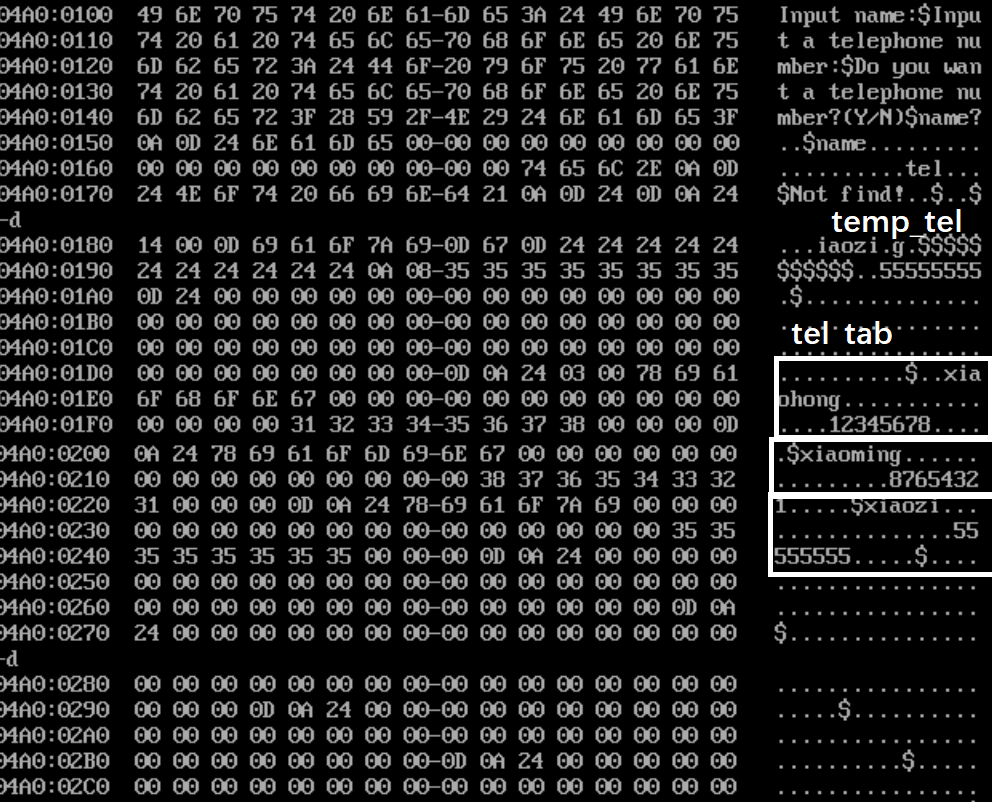 04A0:0100 49 6E 70 75 74 20 6E 61-6D 65 3A 24 49 6E 70 75 Input name:$Inpu
04A0:0110 74 20 61 20 74 65 6C 65-70 68 6F 6E 65 20 6E 75 t a telephone nu
04A0:0120 6D 62 65 72 3A 24 44 6F-20 79 6F 75 20 77 61 6E mber:$Do you wan
04A0:0130 74 20 61 20 74 65 6C 65-70 68 6F 6E 65 20 6E 75 t a telephone nu
04A0:0140 6D 62 65 72 3F 28 59 2F-4E 29 24 6E 61 6D 65 3F mber?(Y/N)$name?
04A0:0150 0A 0D 24 6E 61 6D 65 00-00 00 00 00 00 00 00 00 ..$name.........
04A0:0160 00 00 00 00 00 00 00 00-00 00 74 65 6C 2E 0A 0D ..........tel...
04A0:0170 24 4E 6F 74 20 66 69 6E-64 21 0A 0D 24 0D 0A 24 $Not find!..$..$
-d
temp_tel
04A0:0180 14 00 0D 69 61 6F 7A 69-0D 67 0D 24 24 24 24 24 ...iaozi.g.$$$$$
04A0:0190 24 24 24 24 24 24 0A 08-35 35 35 35 35 35 35 35 $$$$$$..55555555
04A0:01A0 0D 24 00 00 00 00 00 00-00 00 00 00 00 00 00 00 .$..............
04A0:01B0 00 00 00 00 00 00 00 00-00 00 00 00 00 00 00 00 ................
tel tab
04A0:01C0 00 00 00 00 00 00 00 00-00 00 00 00 00 00 00 00 ................
04A0:01D0 00 00 00 00 00 00 00 00-0D 0A 24 03 00 78 69 61 ..........$..xia
04A0:01E0 6F 68 6F 6E 67 00 00 00-00 00 00 00 00 00 00 00 ohong...........
04A0:01F0 00 00 00 00 31 32 33 34-35 36 37 38 00 00 00 0D ....12345678....
04A0:0200 0A 24 78 69 61 6F 6D 69-6E 67 00 00 00 00 00 00 .$xiaoming......
04A0:0210 00 00 00 00 00 00 00 00-00 38 37 36 35 34 33 32 .........8765432
04A0:0220 31 00 00 00 0D 0A 24 78-69 61 6F 7A 69 00 00 00 1.....$xiaozi...
04A0:0230 00 00 00 00 00 00 00 00-00 00 00 00 00 00 35 35 ..............55
04A0:0240 35 35 35 35 35 35 00 00-00 0D 0A 24 00 00 00 00 555555.....$....
04A0:0250 00 00 00 00 00 00 00 00-00 00 00 00 00 00 00 00 ................
04A0:0260 00 00 00 00 00 00 00 00-00 00 00 00 00 00 0D 0A ................
04A0:0270 24 00 00 00 00 00 00 00-00 00 00 00 00 00 00 00 $...............
-d
04A0:0280 00 00 00 00 00 00 00 00-00 00 00 00 00 00 00 00 ................
04A0:0290 00 00 00 0D 0A 24 00 00-00 00 00 00 00 00 00 00 .....$..........
04A0:02A0 00 00 00 00 00 00 00 00-00 00 00 00 00 00 00 00 ................
04A0:02B0 00 00 00 00 00 00 00 00-0D 0A 24 00 00 00 00 00 ..........$.....
04A0:02C0 00 00 00 00 00 00 00 00-00 00 00 00 00 00 00 00 ................